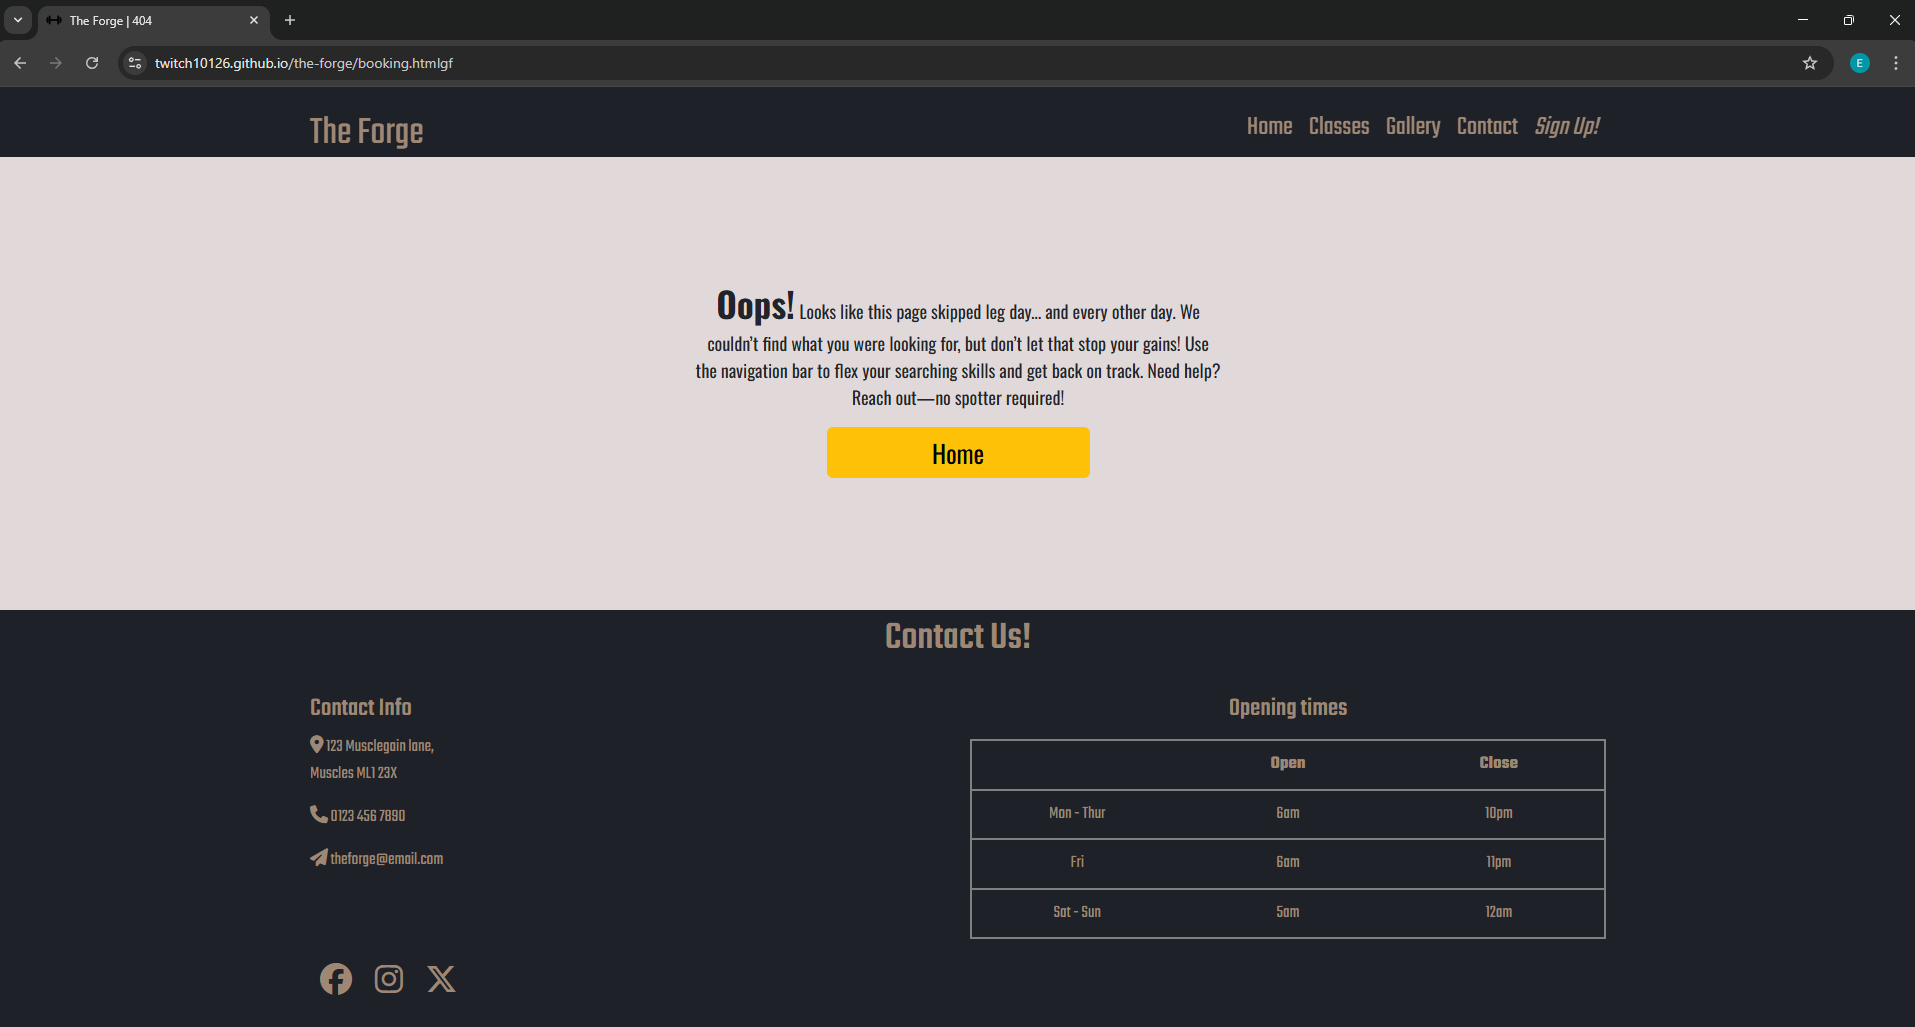 The Forge | 404
twitch10126.github.io/the-forge/booking.htmlgf
E
The Forge
Home Classes Gallery Contact Sign Up!
Oops! Looks like this page skipped leg day... and every other day. We
couldn’t find what you were looking for, but don’t let that stop your gains! Use
the navigation bar to flex your searching skills and get back on track. Need help?
Reach out—no spotter required!
Home
Contact Us!
Contact Info
123 Musclegain lane,
Muscles ML1 23X
0123 456 7890
theforge@email.com
Opening times
Open Close
Mon - Thur 6am 10pm
Fri 6am 11pm
Sat - Sun 5am 12am